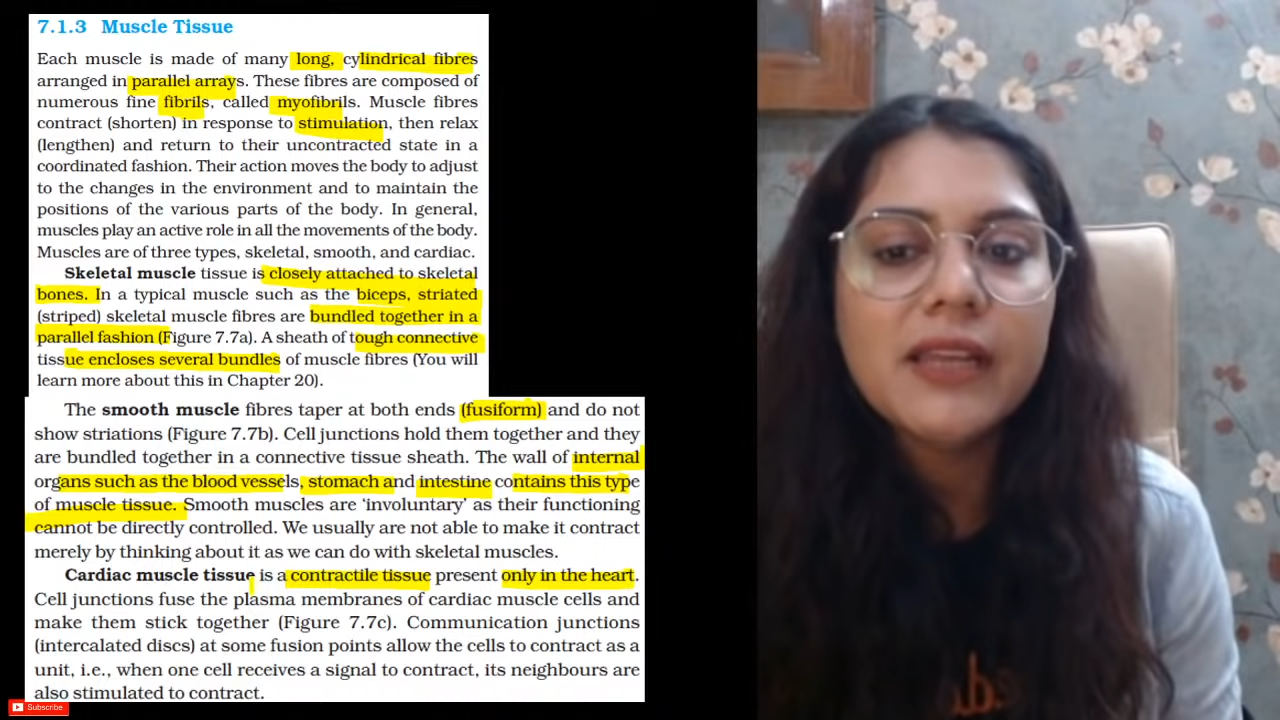 7.1.3 Muscle Tissue
Each muscle is made of many long, cylindrical fibres
arranged in parallel arrays. These fibres are composed of
numerous fine fibrils, called myofibrils. Muscle fibres
contract (shorten) in response to stimulation, then relax
(lengthen) and return to their uncontracted state in a
coordinated fashion. Their action moves the body to adjust
to the changes in the environment and to maintain the
positions of the various parts of the body. In general,
muscles play an active role in all the movements of the body.
Muscles are of three types, skeletal, smooth, and cardiac.
Skeletal muscle tissue is closely attached to skeletal
bones. In a typical muscle such as the biceps, striated
(striped) skeletal muscle fibres are bundled together in a
parallel fashion (Figure 7.7a). A sheath of tough connective
tissue encloses several bundles of muscle fibres (You will
learn more about this in Chapter 20).
The smooth muscle fibres taper at both ends (fusiform) and do not
show striations (Figure 7.7b). Cell junctions hold them together and they
are bundled together in a connective tissue sheath. The wall of internal
organs such as the blood vessels, stomach and intestine contains this type
of muscle tissue. Smooth muscles are ‘involuntary’ as their functioning
cannot be directly controlled. We usually are not able to make it contract
merely by thinking about it as we can do with skeletal muscles.
Cardiac muscle tissue is a contractile tissue present only in the heart.
Cell junctions fuse the plasma membranes of cardiac muscle cells and
make them stick together (Figure 7.7c). Communication junctions
(intercalated discs) at some fusion points allow the cells to contract as a
unit, i.e., when one cell receives a signal to contract, its neighbours are
also stimulated to contract.
Subscribe